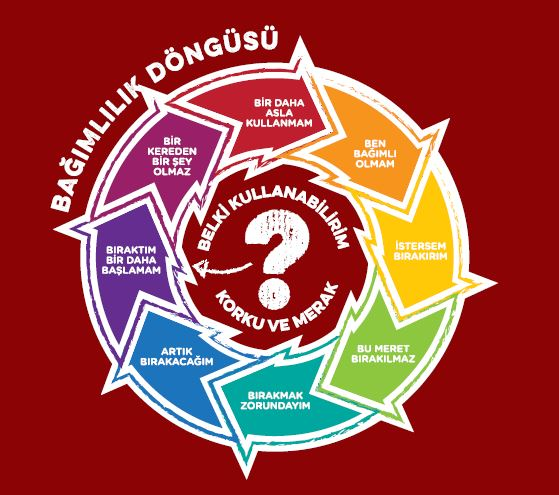 BAĞIMLILIK DÖNGÜSÜ
BİR DAHA
ASLA
KULLANMAM
BEN
BAĞIMLI
OLMAM
İSTERSEM
BIRAKIRIM
BU MERET
BIRAKILMAZ
BIRAKMAK
ZORUNDAYIM
ARTIK
BIRAKACAĞIM
BIRAKTIM
BİR DAHA
BAŞLAMAM
BİR
KEREDEN
BİR ŞEY
OLMAZ
BELKİ KULLANABİLİRİM
?
KORKU VE MERAK